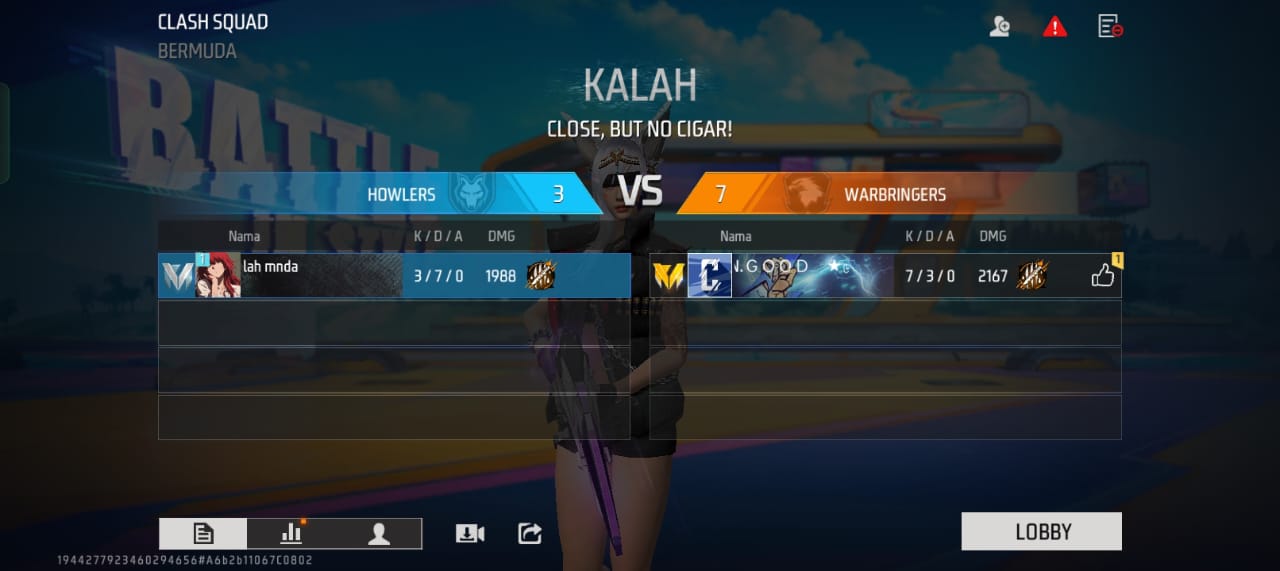 CLASH SQUAD
BERMUDA
KALAH
CLOSE, BUT NO CIGAR!
HOWLERS 3 VS 7 WARBRINGERS
Nama K / D / A DMG Nama K / D / A DMG
1 lah mnda 3 / 7 / 0 1988 N.GOOD 7 / 3 / 0 2167 1
BATTLE
LOBBY
1944277923460294656#A6b2b11067C0802